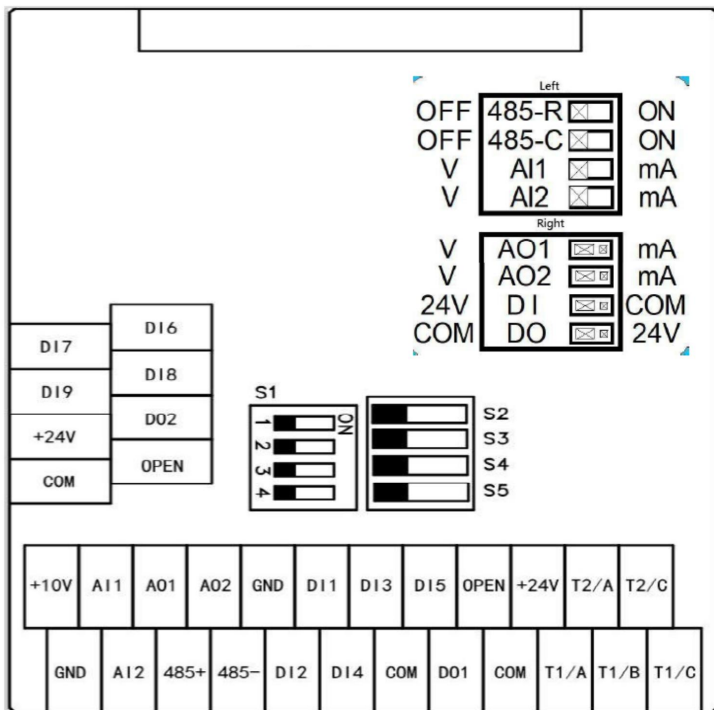 Left
OFF 485-R ON
OFF 485-C ON
V AI1 mA
V AI2 mA
Right
V AO1 mA
V AO2 mA
24V DI COM
COM DO 24V
DI6
DI7
DI8
DI9
DO2
+24V
OPEN
COM
S1
ON
1
2
3
4
S2
S3
S4
S5
+10V AI1 AO1 AO2 GND DI1 DI3 DI5 OPEN +24V T2/A T2/C
GND AI2 485+ 485- DI2 DI4 COM DO1 COM T1/A T1/B T1/C